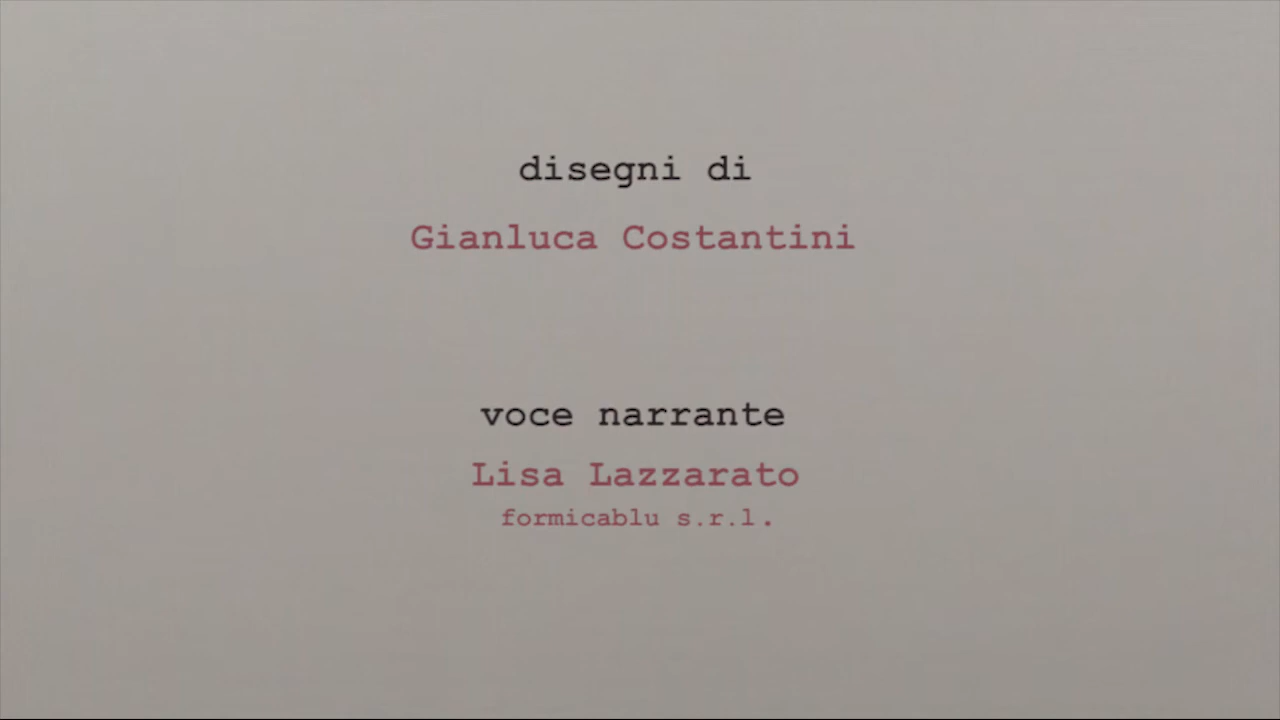 disegni di
Gianluca Costantini
voce narrante
Lisa Lazzarato
formicablu s.r.l.